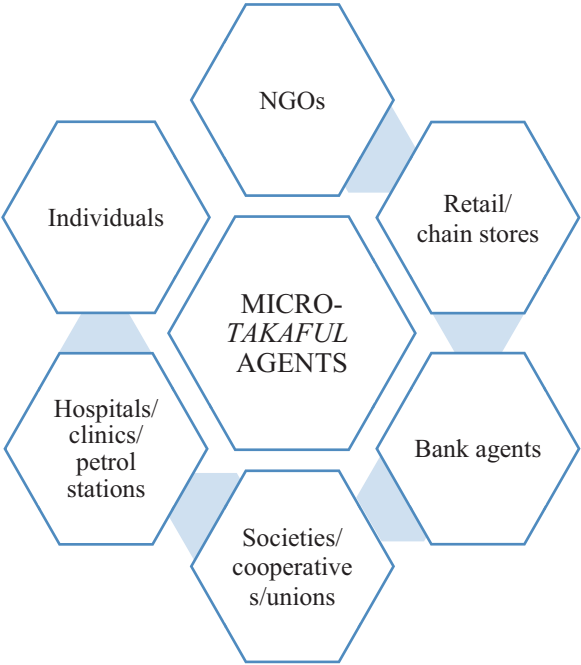 NGOs
Retail/
chain stores
Bank agents
Societies/
cooperative
s/unions
Hospitals/
clinics/
petrol
stations
Individuals
MICRO-
TAKAFUL
AGENTS